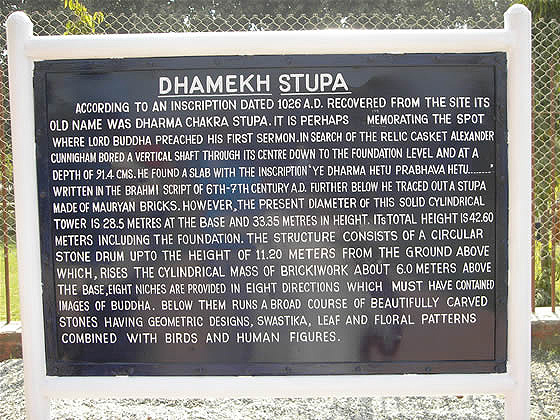 DHAMEKH STUPA
ACCORDING TO AN INSCRIPTION DATED 1026 A.D. RECOVERED FROM THE SITE ITS
OLD NAME WAS DHARMA CHAKRA STUPA. IT IS PERHAPS MEMORATING THE SPOT
WHERE LORD BUDDHA PREACHED HIS FIRST SERMON. IN SEARCH OF THE RELIC CASKET ALEXANDER
CUNNIGHAM BORED A VERTICAL SHAFT THROUGH ITS CENTRE DOWN TO THE FOUNDATION LEVEL AND AT A
DEPTH OF 91.4 CMS. HE FOUND A SLAB WITH THE INSCRIPTION 'YE DHARMA HETU PRABHAVA HETU........'
WRITTEN IN THE BRAHMI SCRIPT OF 6TH-7TH CENTURY A.D. FURTHER BELOW HE TRACED OUT A STUPA
MADE OF MAURYAN BRICKS. HOWEVER, THE PRESENT DIAMETER OF THIS SOLID CYLINDRICAL
TOWER IS 28.5 METRES AT THE BASE AND 33.35 METRES IN HEIGHT. ITS TOTAL HEIGHT IS 42.60
METERS INCLUDING THE FOUNDATION. THE STRUCTURE CONSISTS OF A CIRCULAR
STONE DRUM UPTO THE HEIGHT OF 11.20 METERS FROM THE GROUND ABOVE
WHICH, RISES THE CYLINDRICAL MASS OF BRICKIWORK ABOUT 6.0 METERS ABOVE
THE BASE, EIGHT NICHES ARE PROVIDED IN EIGHT DIRECTIONS WHICH MUST HAVE CONTAINED
IMAGES OF BUDDHA. BELOW THEM RUNS A BROAD COURSE OF BEAUTIFULLY CARVED
STONES HAVING GEOMETRIC DESIGNS, SWASTIKA, LEAF AND FLORAL PATTERNS
COMBINED WITH BIRDS AND HUMAN FIGURES.